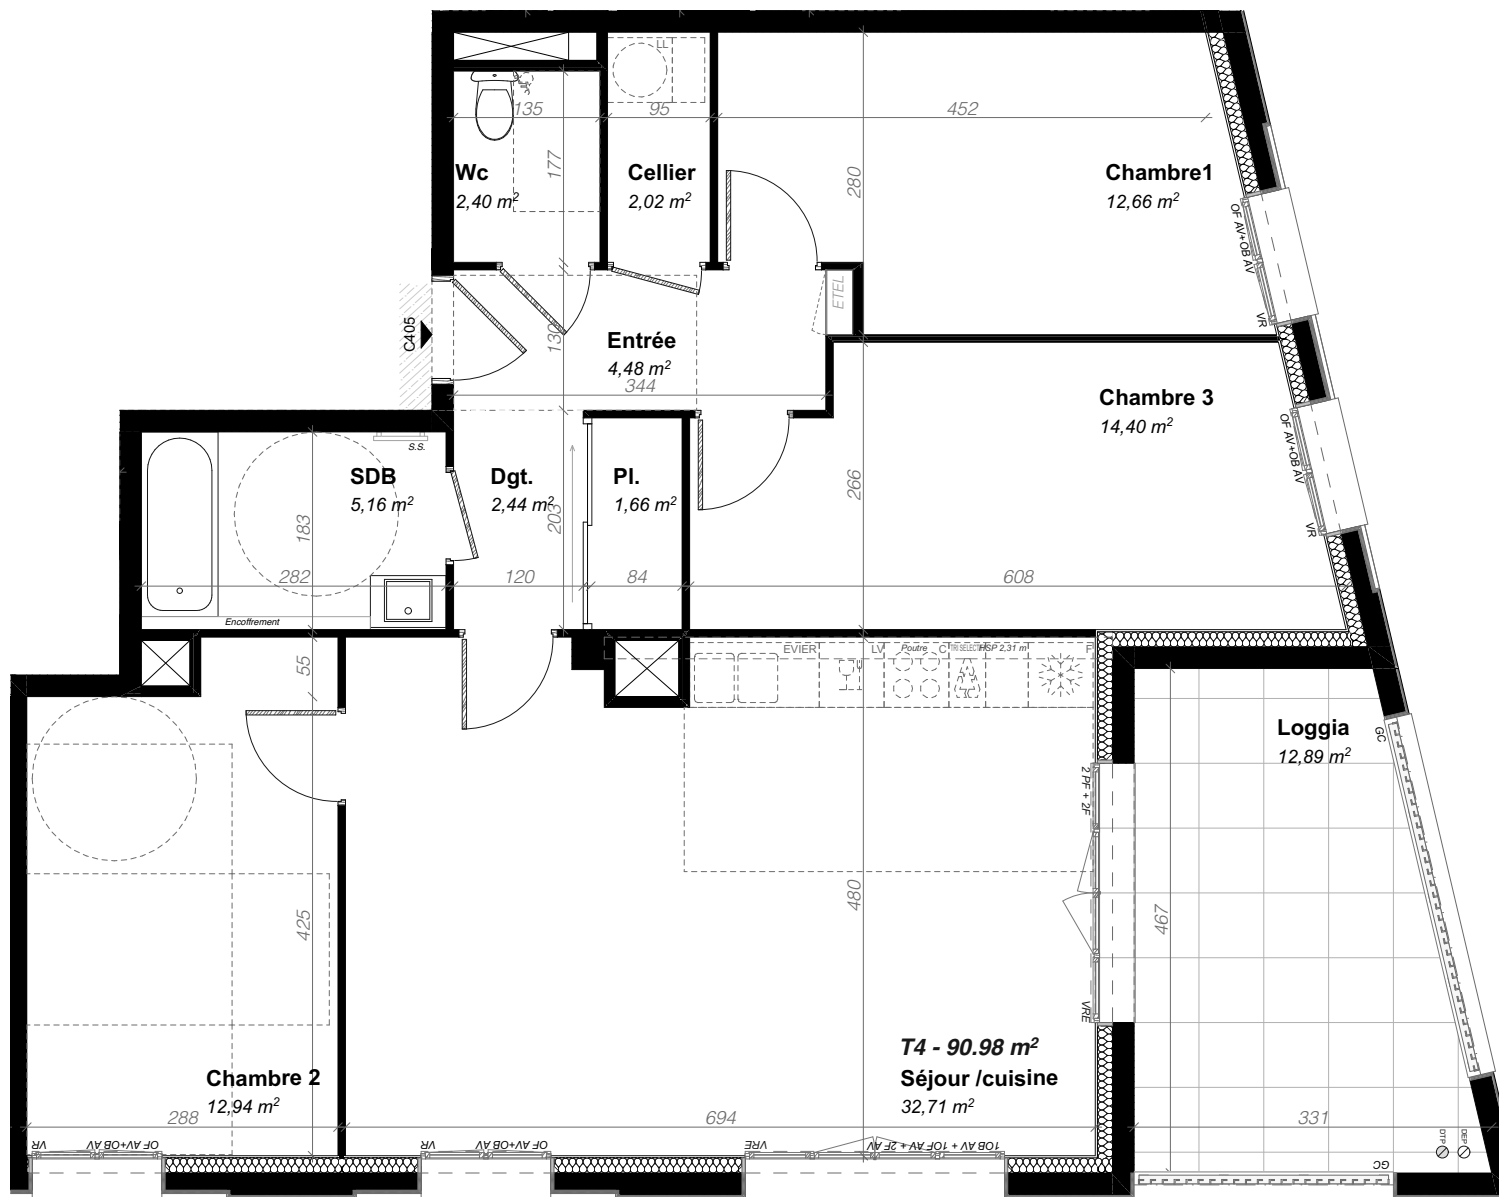 LL
135
95
452
177
280
Wc
2,40 m²
Cellier
2,02 m²
Chambre1
12,66 m²
OF AV+OB AV
VR
ETEL
C405
130
Entrée
4,48 m²
344
Chambre 3
14,40 m²
OF AV+OB AV
VR
s.s.
SDB
5,16 m²
Dgt.
2,44 m²
Pl.
1,66 m²
183
203
266
282
120
84
608
Encoffrement
55
EVIER
LV
Poutre
C
TRI SELECTIF
HSP 2,31 m
F
Loggia
12,89 m²
GC
2 PF + 2F
425
480
467
VRE
T4 - 90.98 m²
Séjour /cuisine
32,71 m²
Chambre 2
12,94 m²
288
694
331
DTP
DEP
VR
OF AV+OB AV
VR
OF AV+OB AV
VRE
1OB AV + 1OF AV + 2F AV
GC